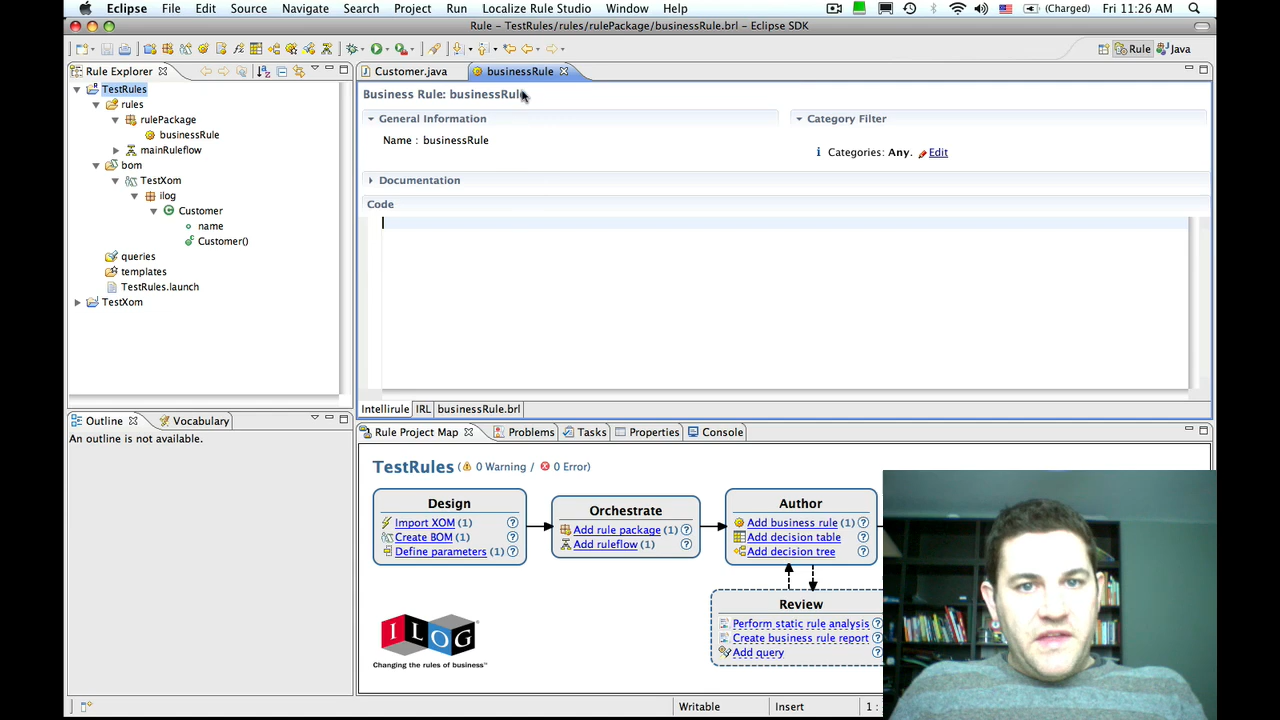 Eclipse File Edit Source Navigate Search Project Run Localize Rule Studio Window Help (Charged) Fri 11:26 AM
Rule - TestRules/rules/rulePackage/businessRule.brl - Eclipse SDK
Rule Java
Rule Explorer
TestRules
rules
rulePackage
businessRule
mainRuleflow
bom
TestXom
ilog
Customer
name
Customer()
queries
templates
TestRules.launch
TestXom
Outline Vocabulary
An outline is not available.
Customer.java businessRule
Business Rule: businessRule
General Information
Name : businessRule
Category Filter
Categories: Any. Edit
Documentation
Code
Intellirule IRL businessRule.brl
Rule Project Map Problems Tasks Properties Console
TestRules ( 0 Warning / 0 Error)
Design
Import XOM (1)
Create BOM (1)
Define parameters (1)
Orchestrate
Add rule package (1)
Add ruleflow (1)
Author
Add business rule (1)
Add decision table
Add decision tree
Review
Perform static rule analysis
Create business rule report
Add query
ILOG
Changing the rules of business™
Writable Insert 1 :